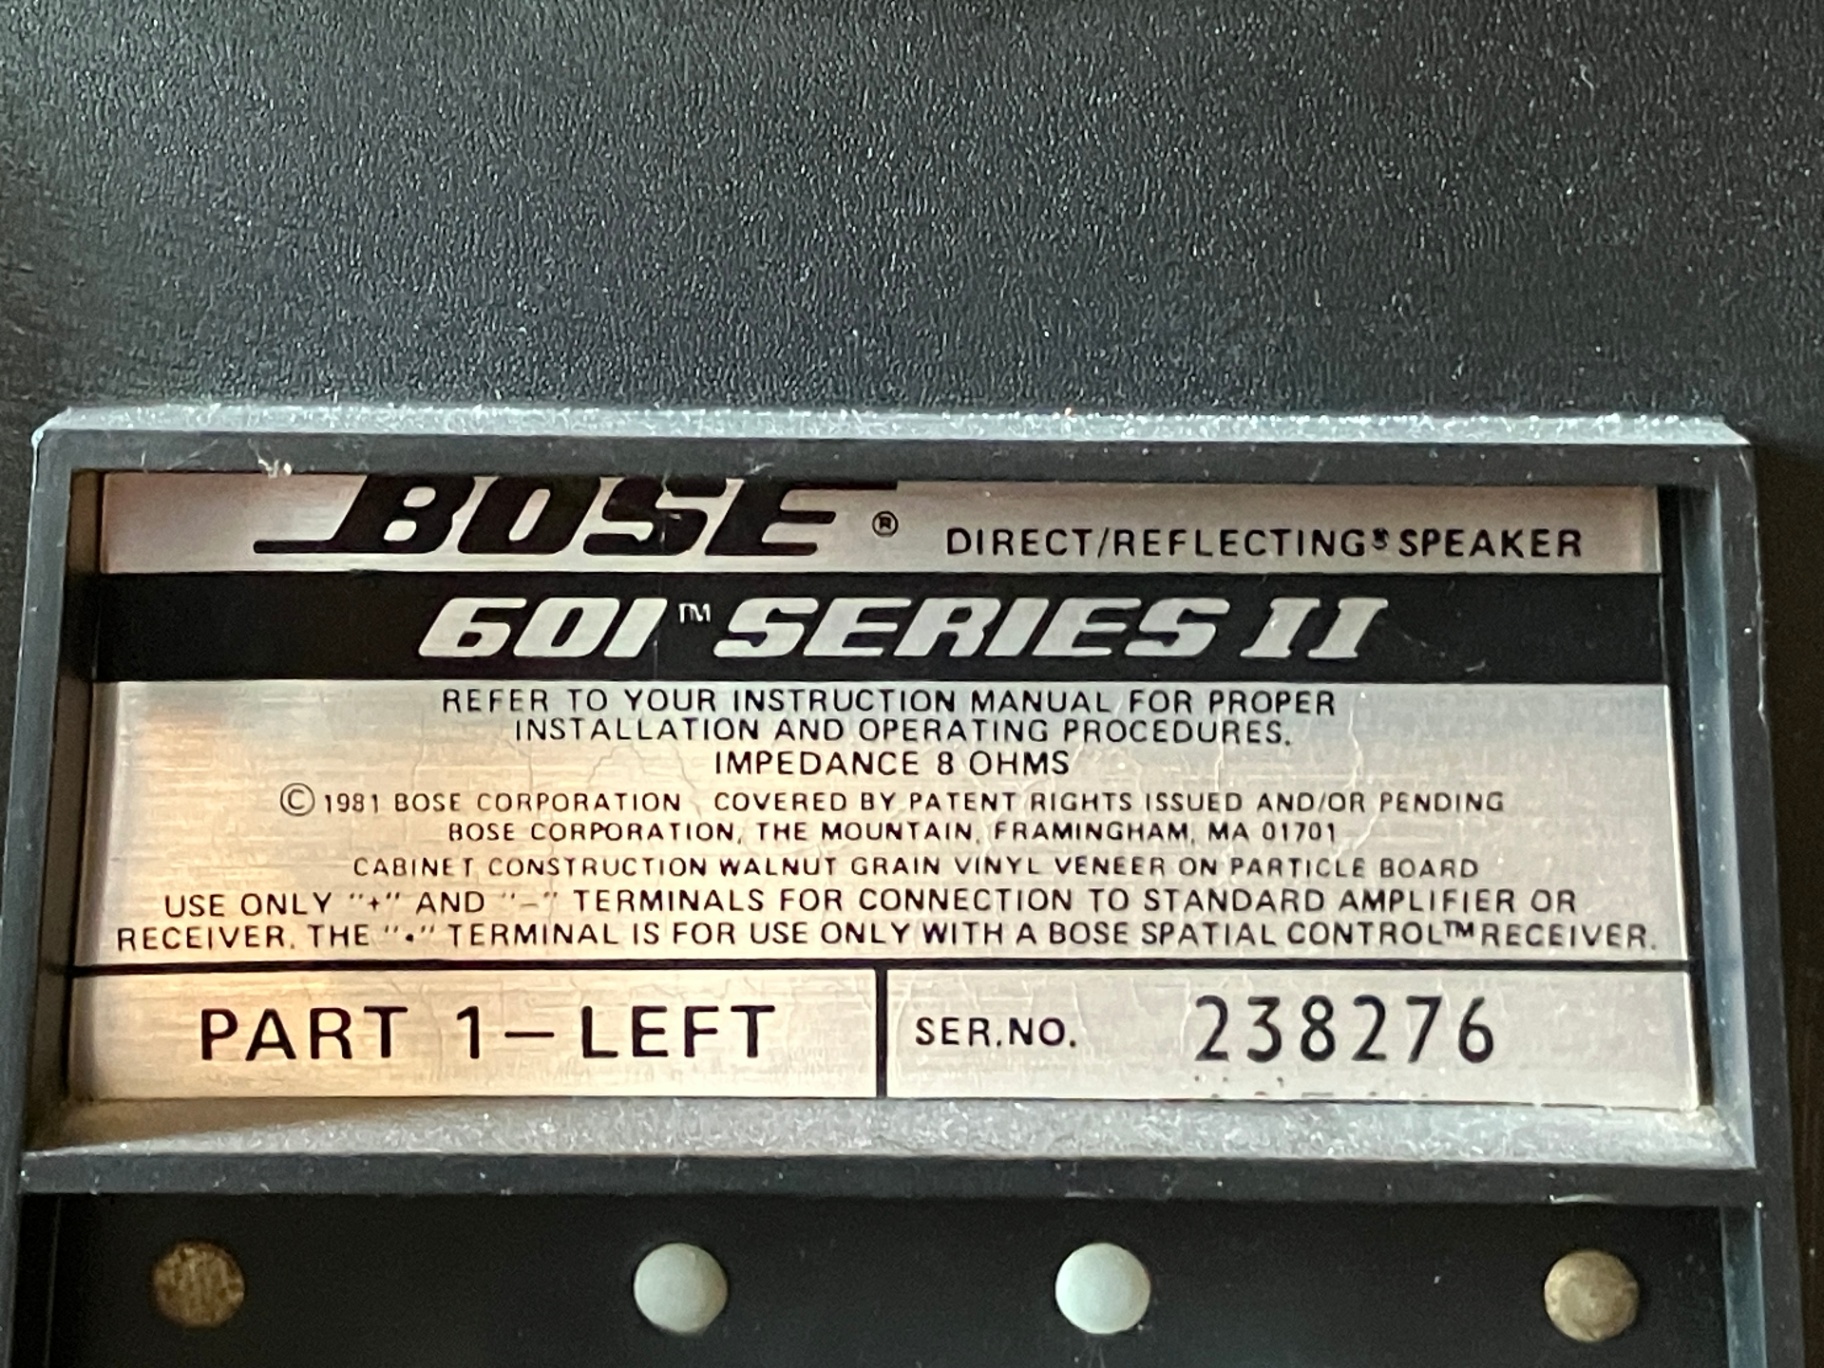 BOSE® DIRECT/REFLECTING® SPEAKER
601™ SERIES II
REFER TO YOUR INSTRUCTION MANUAL FOR PROPER
INSTALLATION AND OPERATING PROCEDURES.
IMPEDANCE 8 OHMS
©1981 BOSE CORPORATION COVERED BY PATENT RIGHTS ISSUED AND/OR PENDING
BOSE CORPORATION, THE MOUNTAIN, FRAMINGHAM, MA 01701
CABINET CONSTRUCTION WALNUT GRAIN VINYL VENEER ON PARTICLE BOARD
USE ONLY "+" AND "–" TERMINALS FOR CONNECTION TO STANDARD AMPLIFIER OR
RECEIVER. THE "•" TERMINAL IS FOR USE ONLY WITH A BOSE SPATIAL CONTROL™ RECEIVER.
PART 1–LEFT
SER.NO. 238276